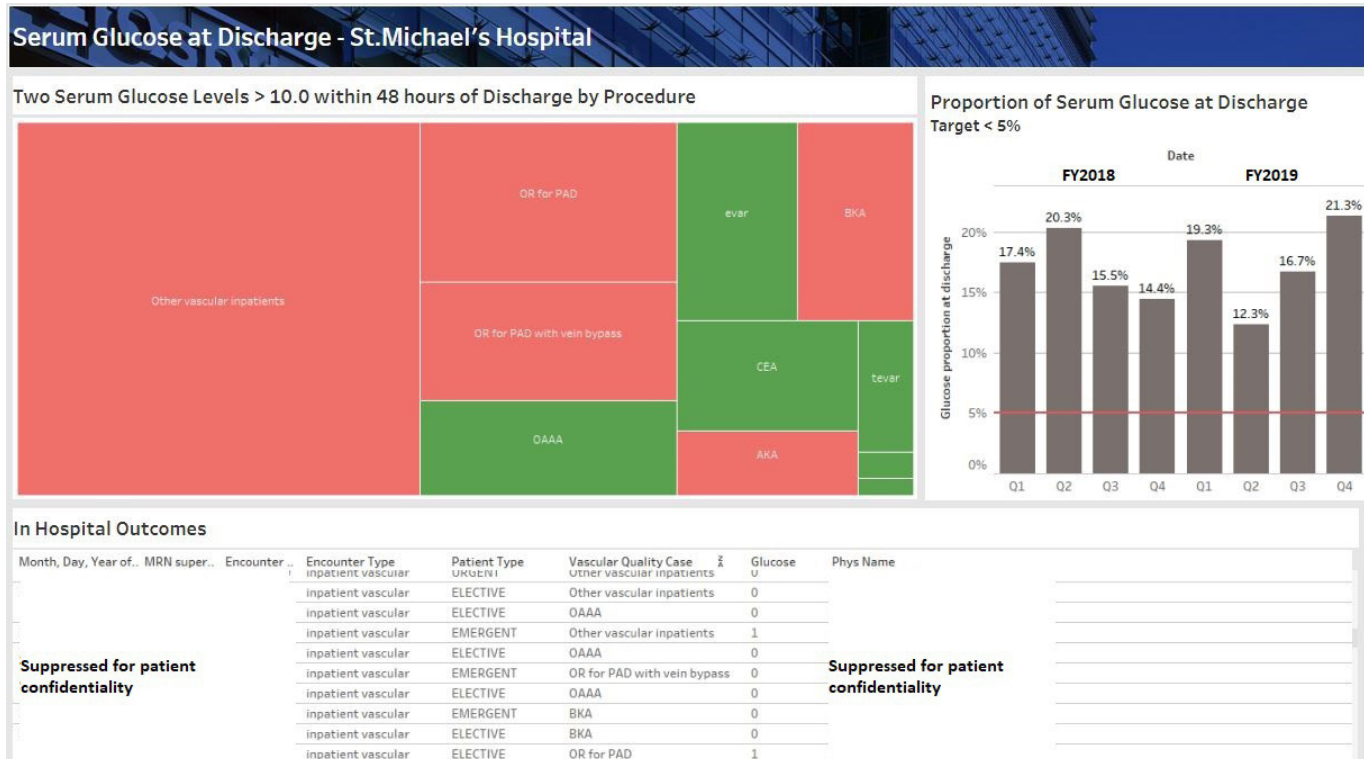 Serum Glucose at Discharge - St.Michael's Hospital
Two Serum Glucose Levels > 10.0 within 48 hours of Discharge by Procedure
Other vascular inpatients
OR for PAD
OR for PAD with vein bypass
OAAA
evar
BKA
CEA
tevar
AKA
Proportion of Serum Glucose at Discharge
Target < 5%
Date
FY2018 FY2019
Glucose proportion at discharge
20%
15%
10%
5%
0%
17.4% 20.3% 15.5% 14.4% 19.3% 12.3% 16.7% 21.3%
Q1 Q2 Q3 Q4 Q1 Q2 Q3 Q4
In Hospital Outcomes
Month, Day, Year of.. MRN super.. Encounter .. Encounter Type Patient Type Vascular Quality Case Glucose Phys Name
inpatient vascular URGENT Other vascular inpatients 0
inpatient vascular ELECTIVE Other vascular inpatients 0
inpatient vascular ELECTIVE OAAA 0
inpatient vascular EMERGENT Other vascular inpatients 1
inpatient vascular ELECTIVE OAAA 0
inpatient vascular EMERGENT OR for PAD with vein bypass 0
inpatient vascular ELECTIVE OAAA 0
inpatient vascular EMERGENT BKA 0
inpatient vascular ELECTIVE BKA 0
inpatient vascular ELECTIVE OR for PAD 1
Suppressed for patient
confidentiality
Suppressed for patient
confidentiality